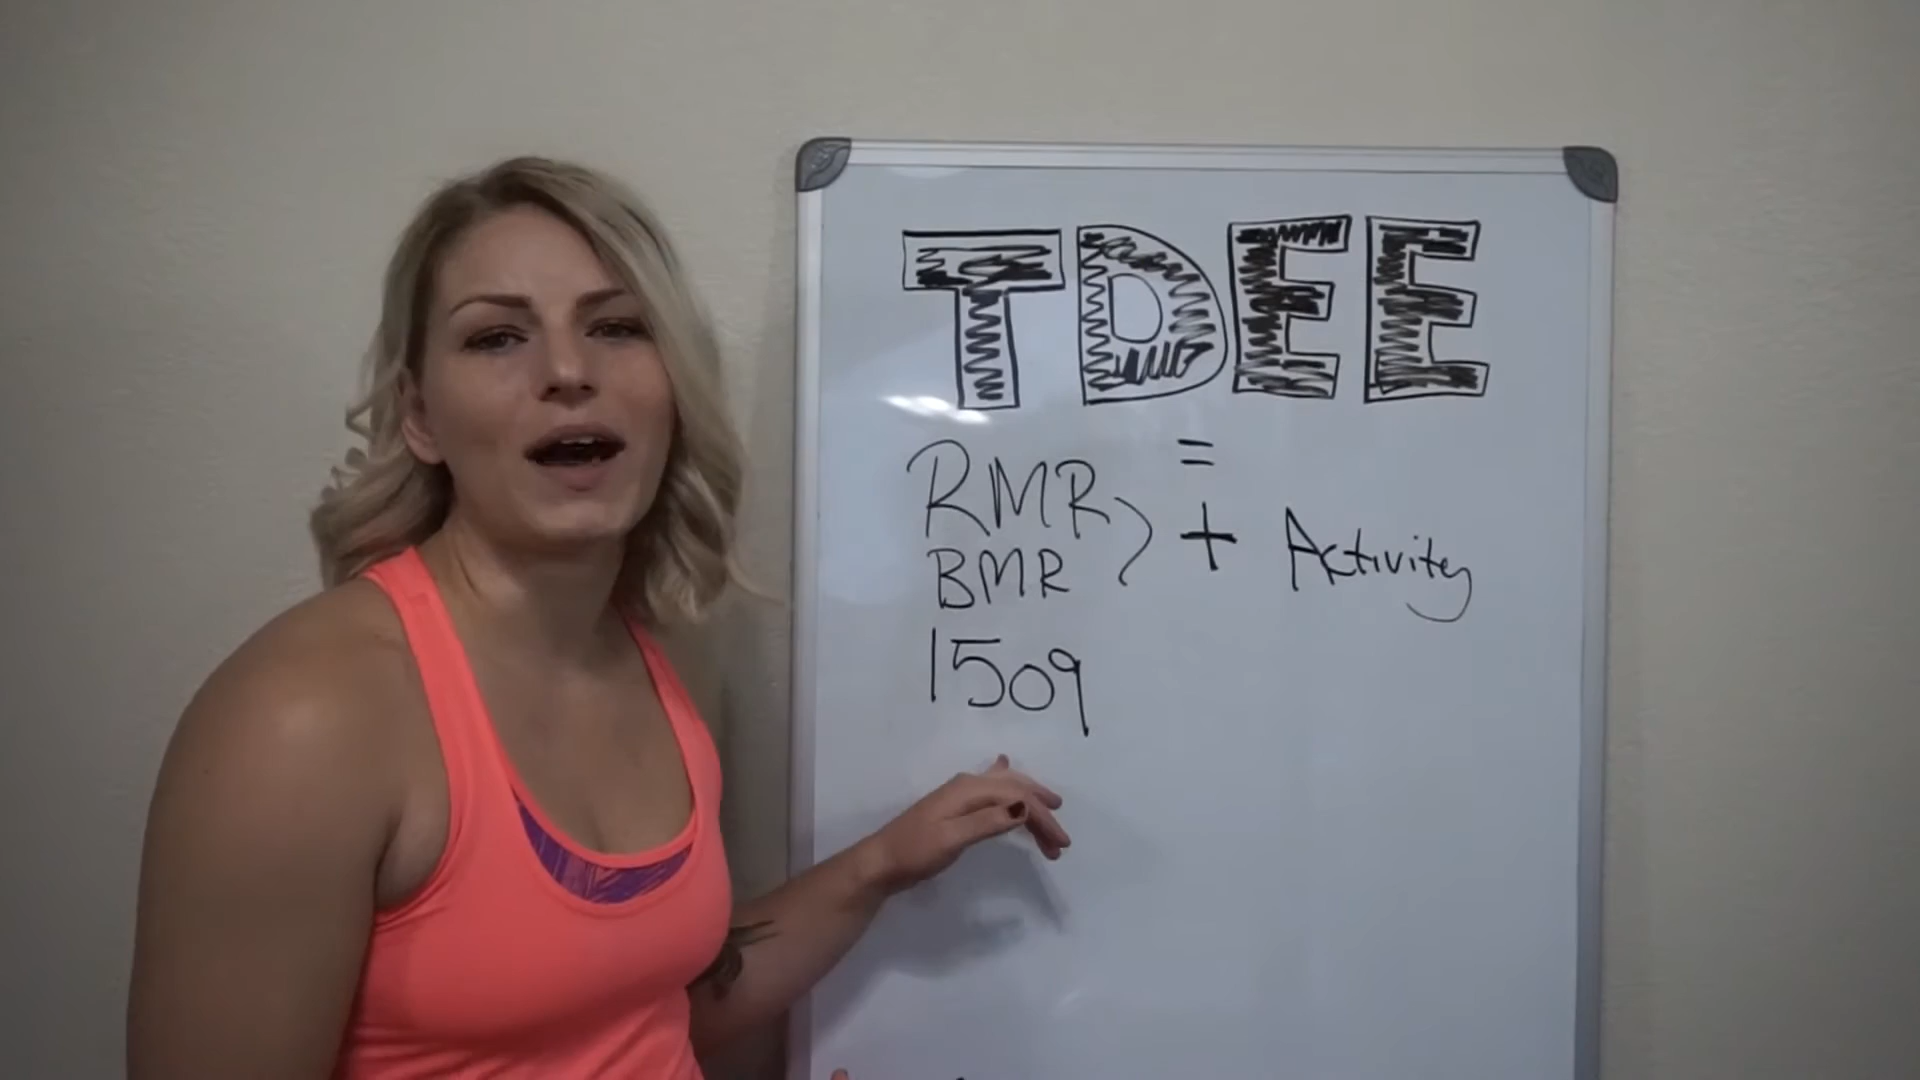 TDEE
=
RMR
BMR + Activity
1509